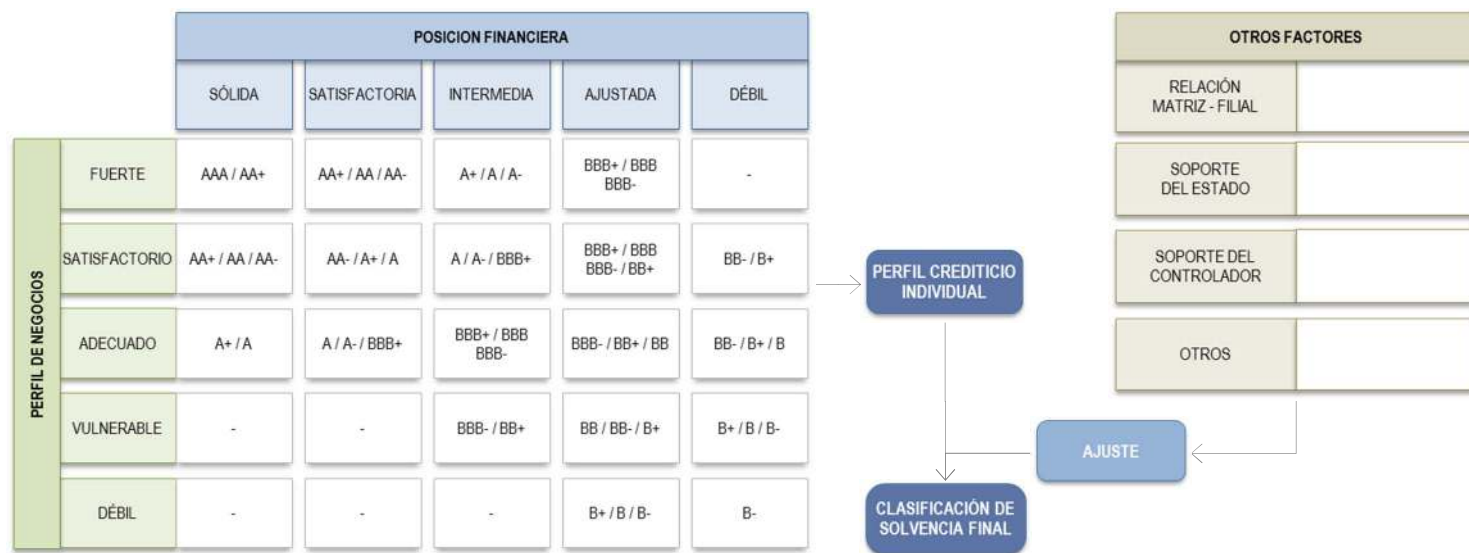 POSICION FINANCIERA
SÓLIDA
SATISFACTORIA
INTERMEDIA
AJUSTADA
DÉBIL
PERFIL DE NEGOCIOS
FUERTE
AAA / AA+
AA+ / AA / AA-
A+ / A / A-
BBB+ / BBB
BBB-
-
SATISFACTORIO
AA+ / AA / AA-
AA- / A+ / A
A / A- / BBB+
BBB+ / BBB
BBB- / BB+
BB- / B+
ADECUADO
A+ / A
A / A- / BBB+
BBB+ / BBB
BBB-
BBB- / BB+ / BB
BB- / B+ / B
VULNERABLE
-
-
BBB- / BB+
BB / BB- / B+
B+ / B / B-
DÉBIL
-
-
-
B+ / B / B-
B-
PERFIL CREDITICIO
INDIVIDUAL
OTROS FACTORES
RELACIÓN
MATRIZ - FILIAL
SOPORTE
DEL ESTADO
SOPORTE DEL
CONTROLADOR
OTROS
AJUSTE
CLASIFICACIÓN DE
SOLVENCIA FINAL